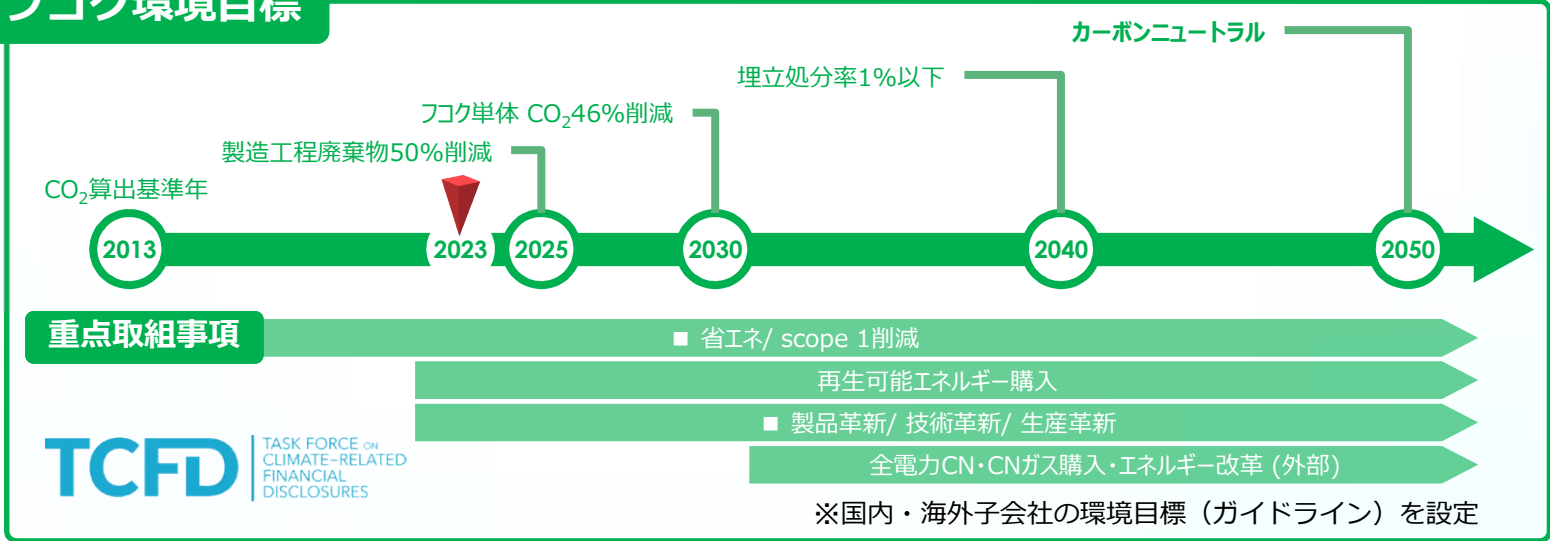 フコク環境目標
カーボンニュートラル
埋立処分率1%以下
フコク単体 CO₂46%削減
製造工程廃棄物50%削減
CO₂算出基準年
2013
2023
2025
2030
2040
2050
重点取組事項
■ 省エネ/ scope 1削減
再生可能エネルギー購入
■ 製品革新/ 技術革新/ 生産革新
全電力CN・CNガス購入・エネルギー改革 (外部)
TCFD
TASK FORCE ON
CLIMATE-RELATED
FINANCIAL
DISCLOSURES
※国内・海外子会社の環境目標（ガイドライン）を設定